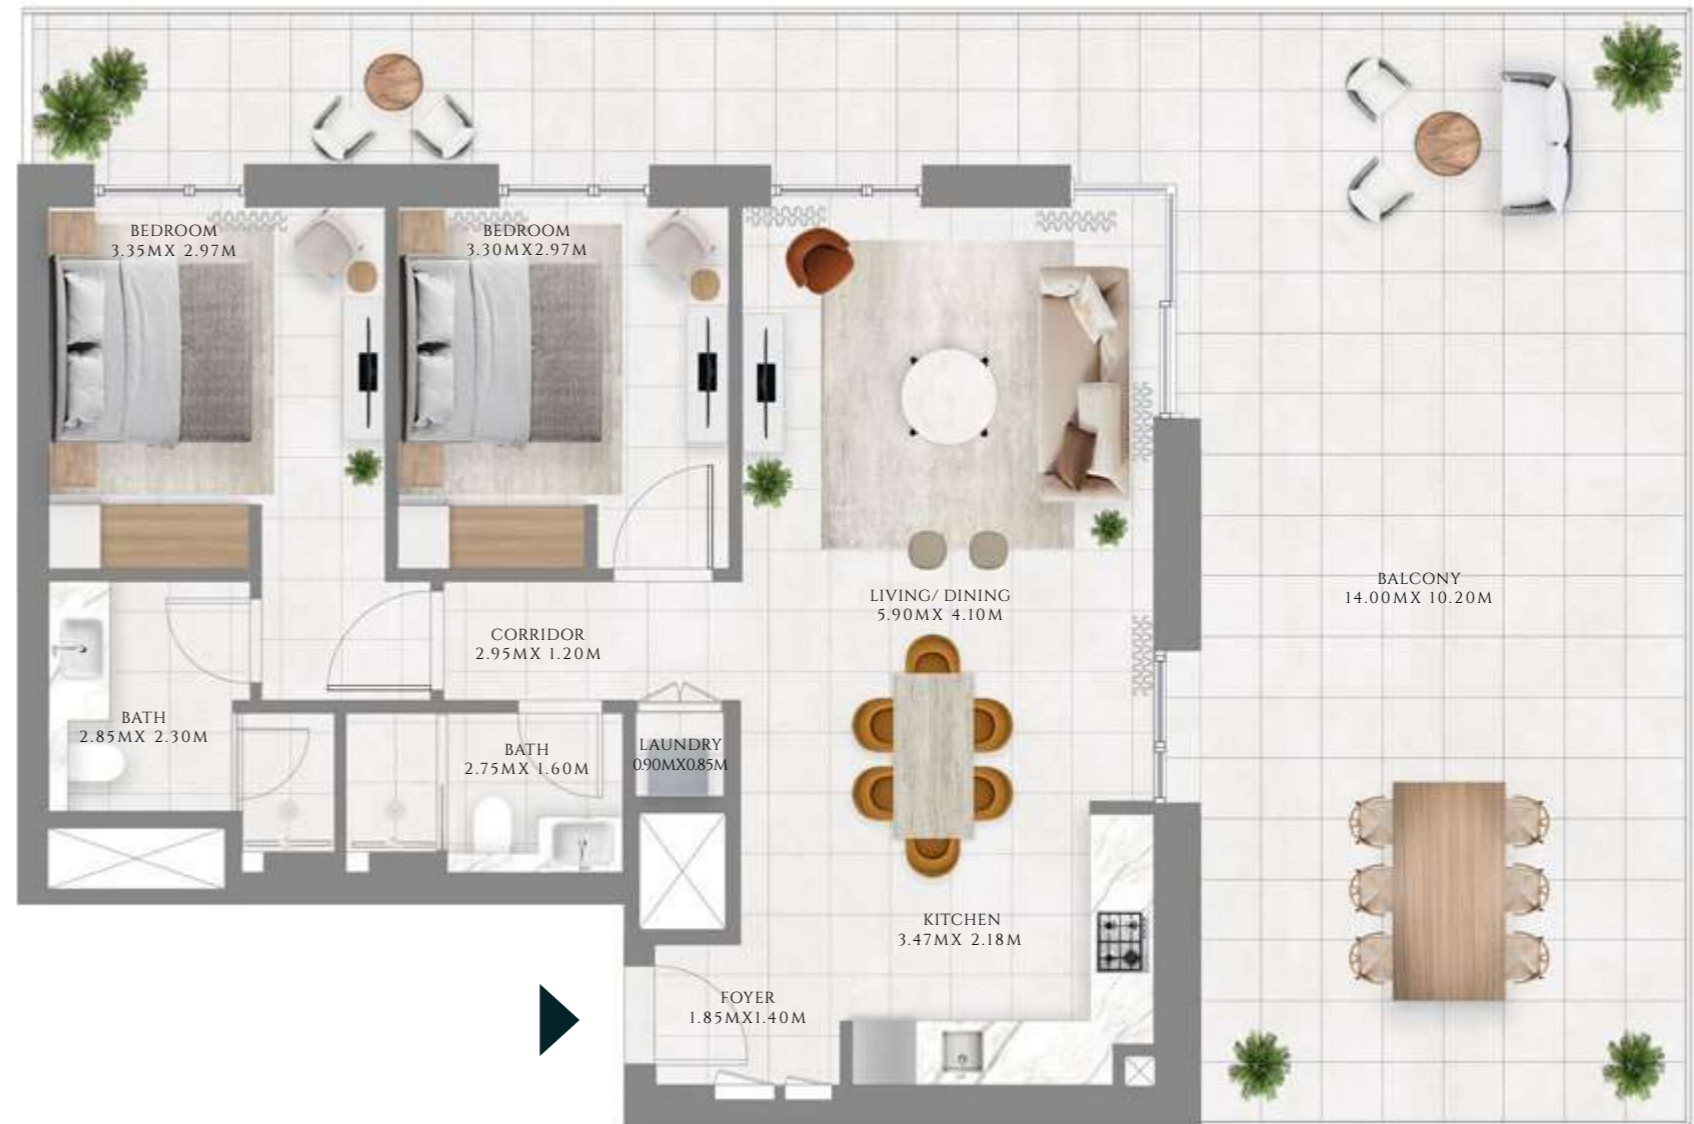 BEDROOM
3.35MX 2.97M
BEDROOM
3.30MX2.97M
BALCONY
14.00MX 10.20M
LIVING/ DINING
5.90MX 4.10M
CORRIDOR
2.95MX 1.20M
BATH
2.85MX 2.30M
BATH
2.75MX 1.60M
LAUNDRY
0.90MX0.85M
KITCHEN
3.47MX 2.18M
FOYER
1.85MX1.40M